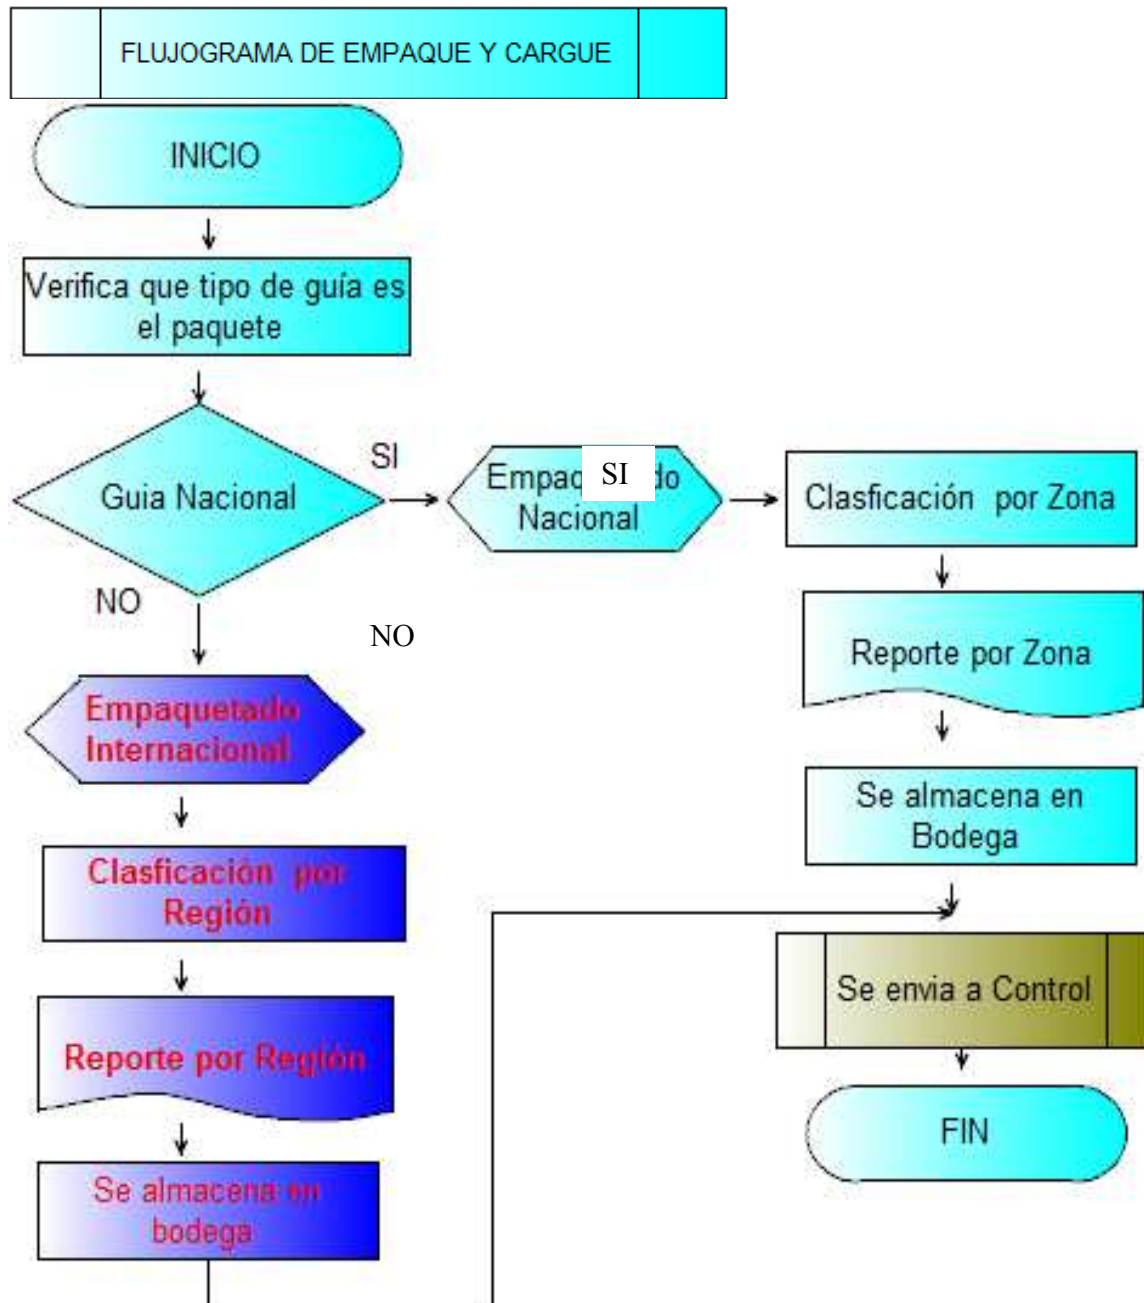 FLUJOGRAMA DE EMPAQUE Y CARGUE
INICIO
Verifica que tipo de guía es
el paquete
Guia Nacional
SI
NO
Nacional
SI
Clasficación por Zona
Reporte por Zona
Se almacena en
Bodega
NO
Empaquetado
Internacional
Clasficación por
Región
Reporte por Región
Se almacena en
bodega
Se envia a Control
FIN